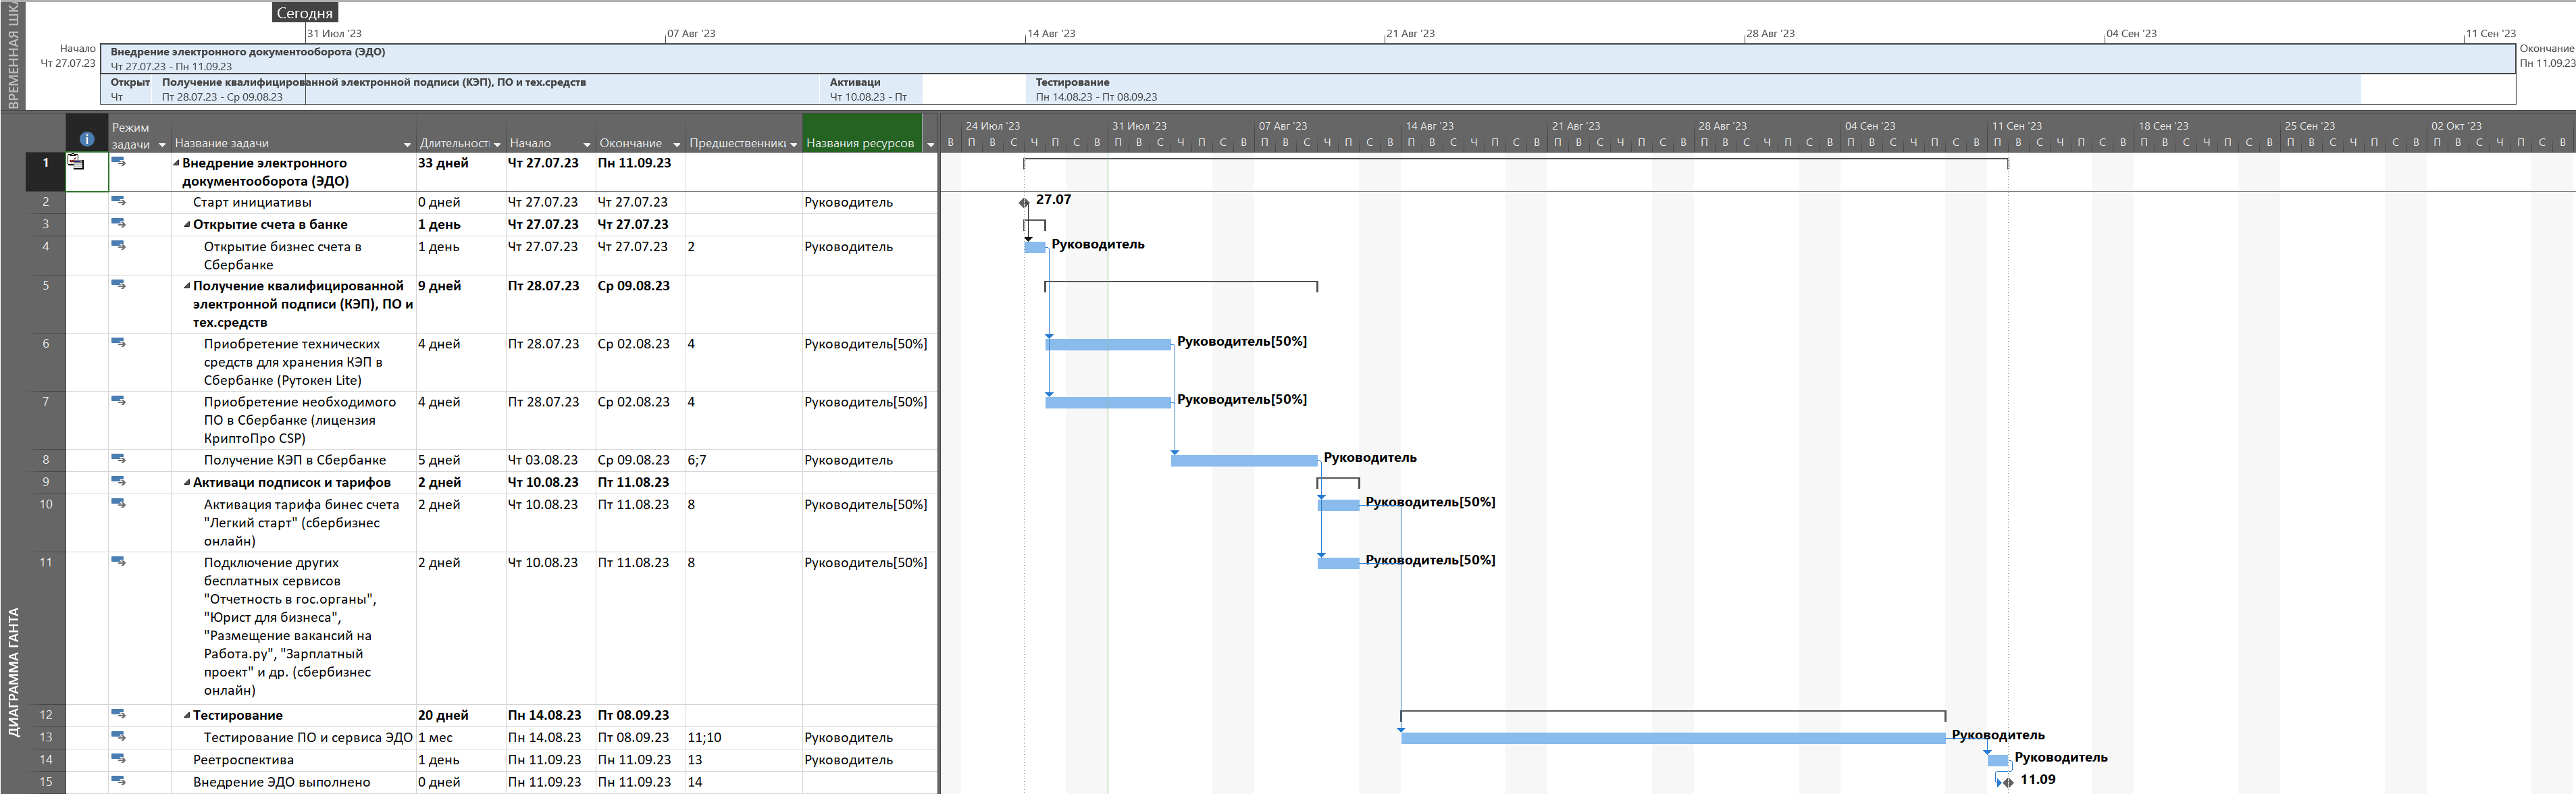 Сегодня
31 Июл '23 07 Авг '23 14 Авг '23 21 Авг '23 28 Авг '23 04 Сен '23 11 Сен '23
Начало
Чт 27.07.23
Внедрение электронного документооборота (ЭДО)
Чт 27.07.23 - Пн 11.09.23
Окончание
Пн 11.09.23
Открыт Получение квалифицированной электронной подписи (КЭП), ПО и тех.средств Активаци Тестирование
Чт Пт 28.07.23 - Ср 09.08.23 Чт 10.08.23 - Пт Пн 14.08.23 - Пт 08.09.23
ВРЕМЕННАЯ ШК
ДИАГРАММА ГАНТА
Режим
задачи Название задачи Длительност Начало Окончание Предшественник Названия ресурсов
24 Июл '23 31 Июл '23 07 Авг '23 14 Авг '23 21 Авг '23 28 Авг '23 04 Сен '23 11 Сен '23 18 Сен '23 25 Сен '23 02 Окт '23
В П В С Ч П С В П В С Ч П С В П В С Ч П С В П В С Ч П С В П В С Ч П С В П В С Ч П С В П В С Ч П С В П В С Ч П С В П В С Ч П С В П В С Ч П С В П В С Ч П С В
1 Внедрение электронного 33 дней Чт 27.07.23 Пн 11.09.23
документооборота (ЭДО)
2 Старт инициативы 0 дней Чт 27.07.23 Чт 27.07.23 Руководитель 27.07
3 Открытие счета в банке 1 день Чт 27.07.23 Чт 27.07.23
4 Открытие бизнес счета в 1 день Чт 27.07.23 Чт 27.07.23 2 Руководитель Руководитель
Сбербанке
5 Получение квалифицированной 9 дней Пт 28.07.23 Ср 09.08.23
электронной подписи (КЭП), ПО и
тех.средств
6 Приобретение технических 4 дней Пт 28.07.23 Ср 02.08.23 4 Руководитель[50%] Руководитель[50%]
средств для хранения КЭП в
Сбербанке (Рутокен Lite)
7 Приобретение необходимого 4 дней Пт 28.07.23 Ср 02.08.23 4 Руководитель[50%] Руководитель[50%]
ПО в Сбербанке (лицензия
КриптоПро CSP)
8 Получение КЭП в Сбербанке 5 дней Чт 03.08.23 Ср 09.08.23 6;7 Руководитель Руководитель
9 Активаци подписок и тарифов 2 дней Чт 10.08.23 Пт 11.08.23
10 Активация тарифа бинес счета 2 дней Чт 10.08.23 Пт 11.08.23 8 Руководитель[50%] Руководитель[50%]
"Легкий старт" (сбербизнес
онлайн)
11 Подключение других 2 дней Чт 10.08.23 Пт 11.08.23 8 Руководитель[50%] Руководитель[50%]
бесплатных сервисов
"Отчетность в гос.органы",
"Юрист для бизнеса",
"Размещение вакансий на
Работа.ру", "Зарплатный
проект" и др. (сбербизнес
онлайн)
12 Тестирование 20 дней Пн 14.08.23 Пт 08.09.23
13 Тестирование ПО и сервиса ЭДО 1 мес Пн 14.08.23 Пт 08.09.23 11;10 Руководитель Руководитель
14 Реетроспектива 1 день Пн 11.09.23 Пн 11.09.23 13 Руководитель Руководитель
15 Внедрение ЭДО выполнено 0 дней Пн 11.09.23 Пн 11.09.23 14 11.09